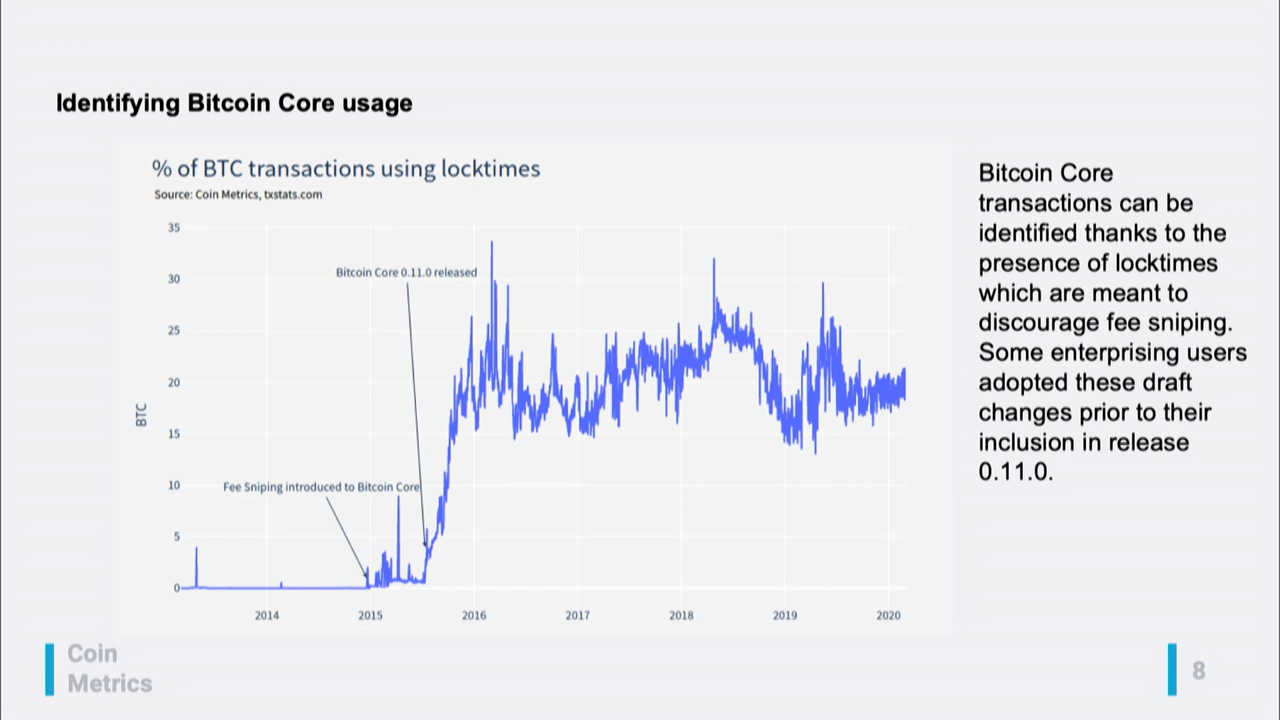 Identifying Bitcoin Core usage
% of BTC transactions using locktimes
Source: Coin Metrics, txstats.com
35
30
25
20
15
10
5
0
BTC
Bitcoin Core 0.11.0 released
Fee Sniping introduced to Bitcoin Core
2014
2015
2016
2017
2018
2019
2020
Bitcoin Core
transactions can be
identified thanks to the
presence of locktimes
which are meant to
discourage fee sniping.
Some enterprising users
adopted these draft
changes prior to their
inclusion in release
0.11.0.
Coin
Metrics
8